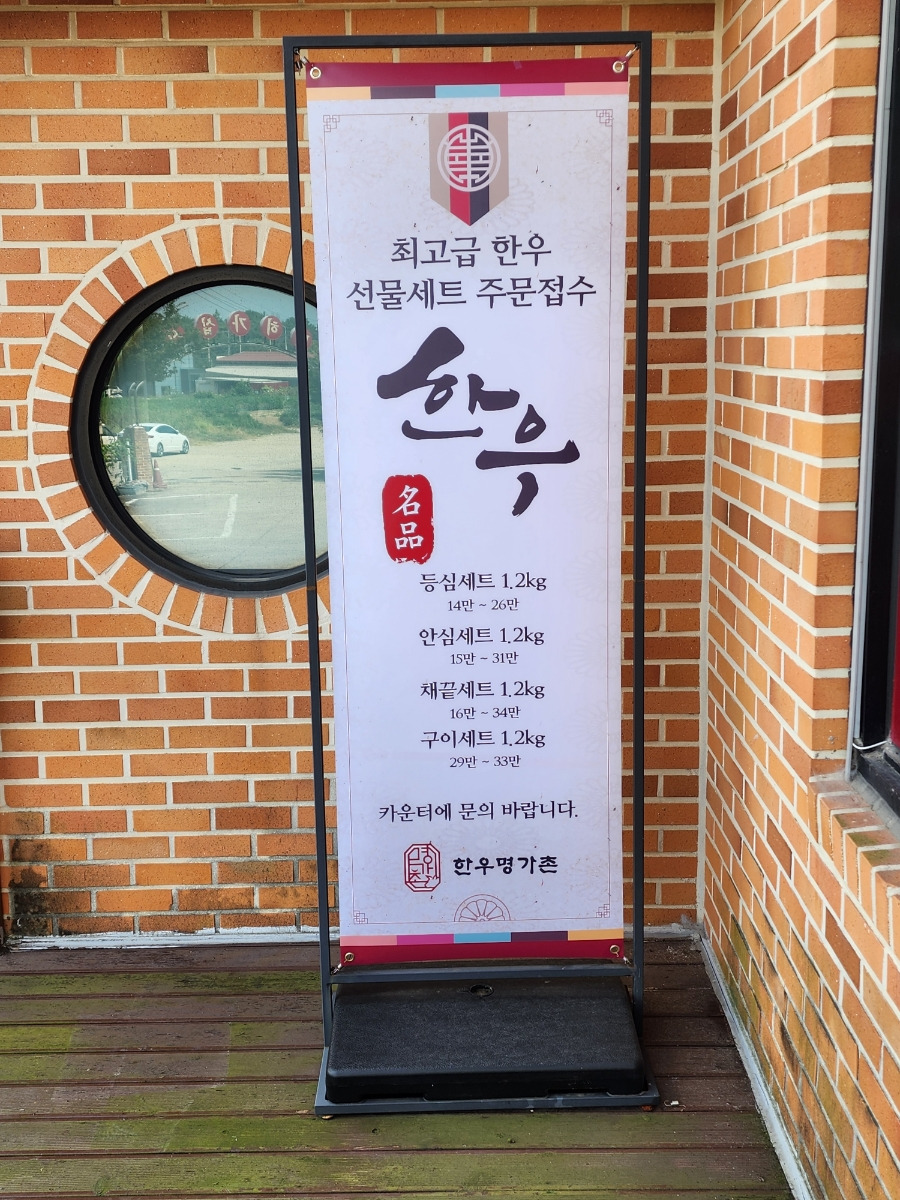 최고급 한우
선물세트 주문접수
한우
名品
등심세트 1.2kg
14만 ~ 26만
안심세트 1.2kg
15만 ~ 31만
채끝세트 1.2kg
16만 ~ 34만
구이세트 1.2kg
29만 ~ 33만
카운터에 문의 바랍니다.
한우명가촌